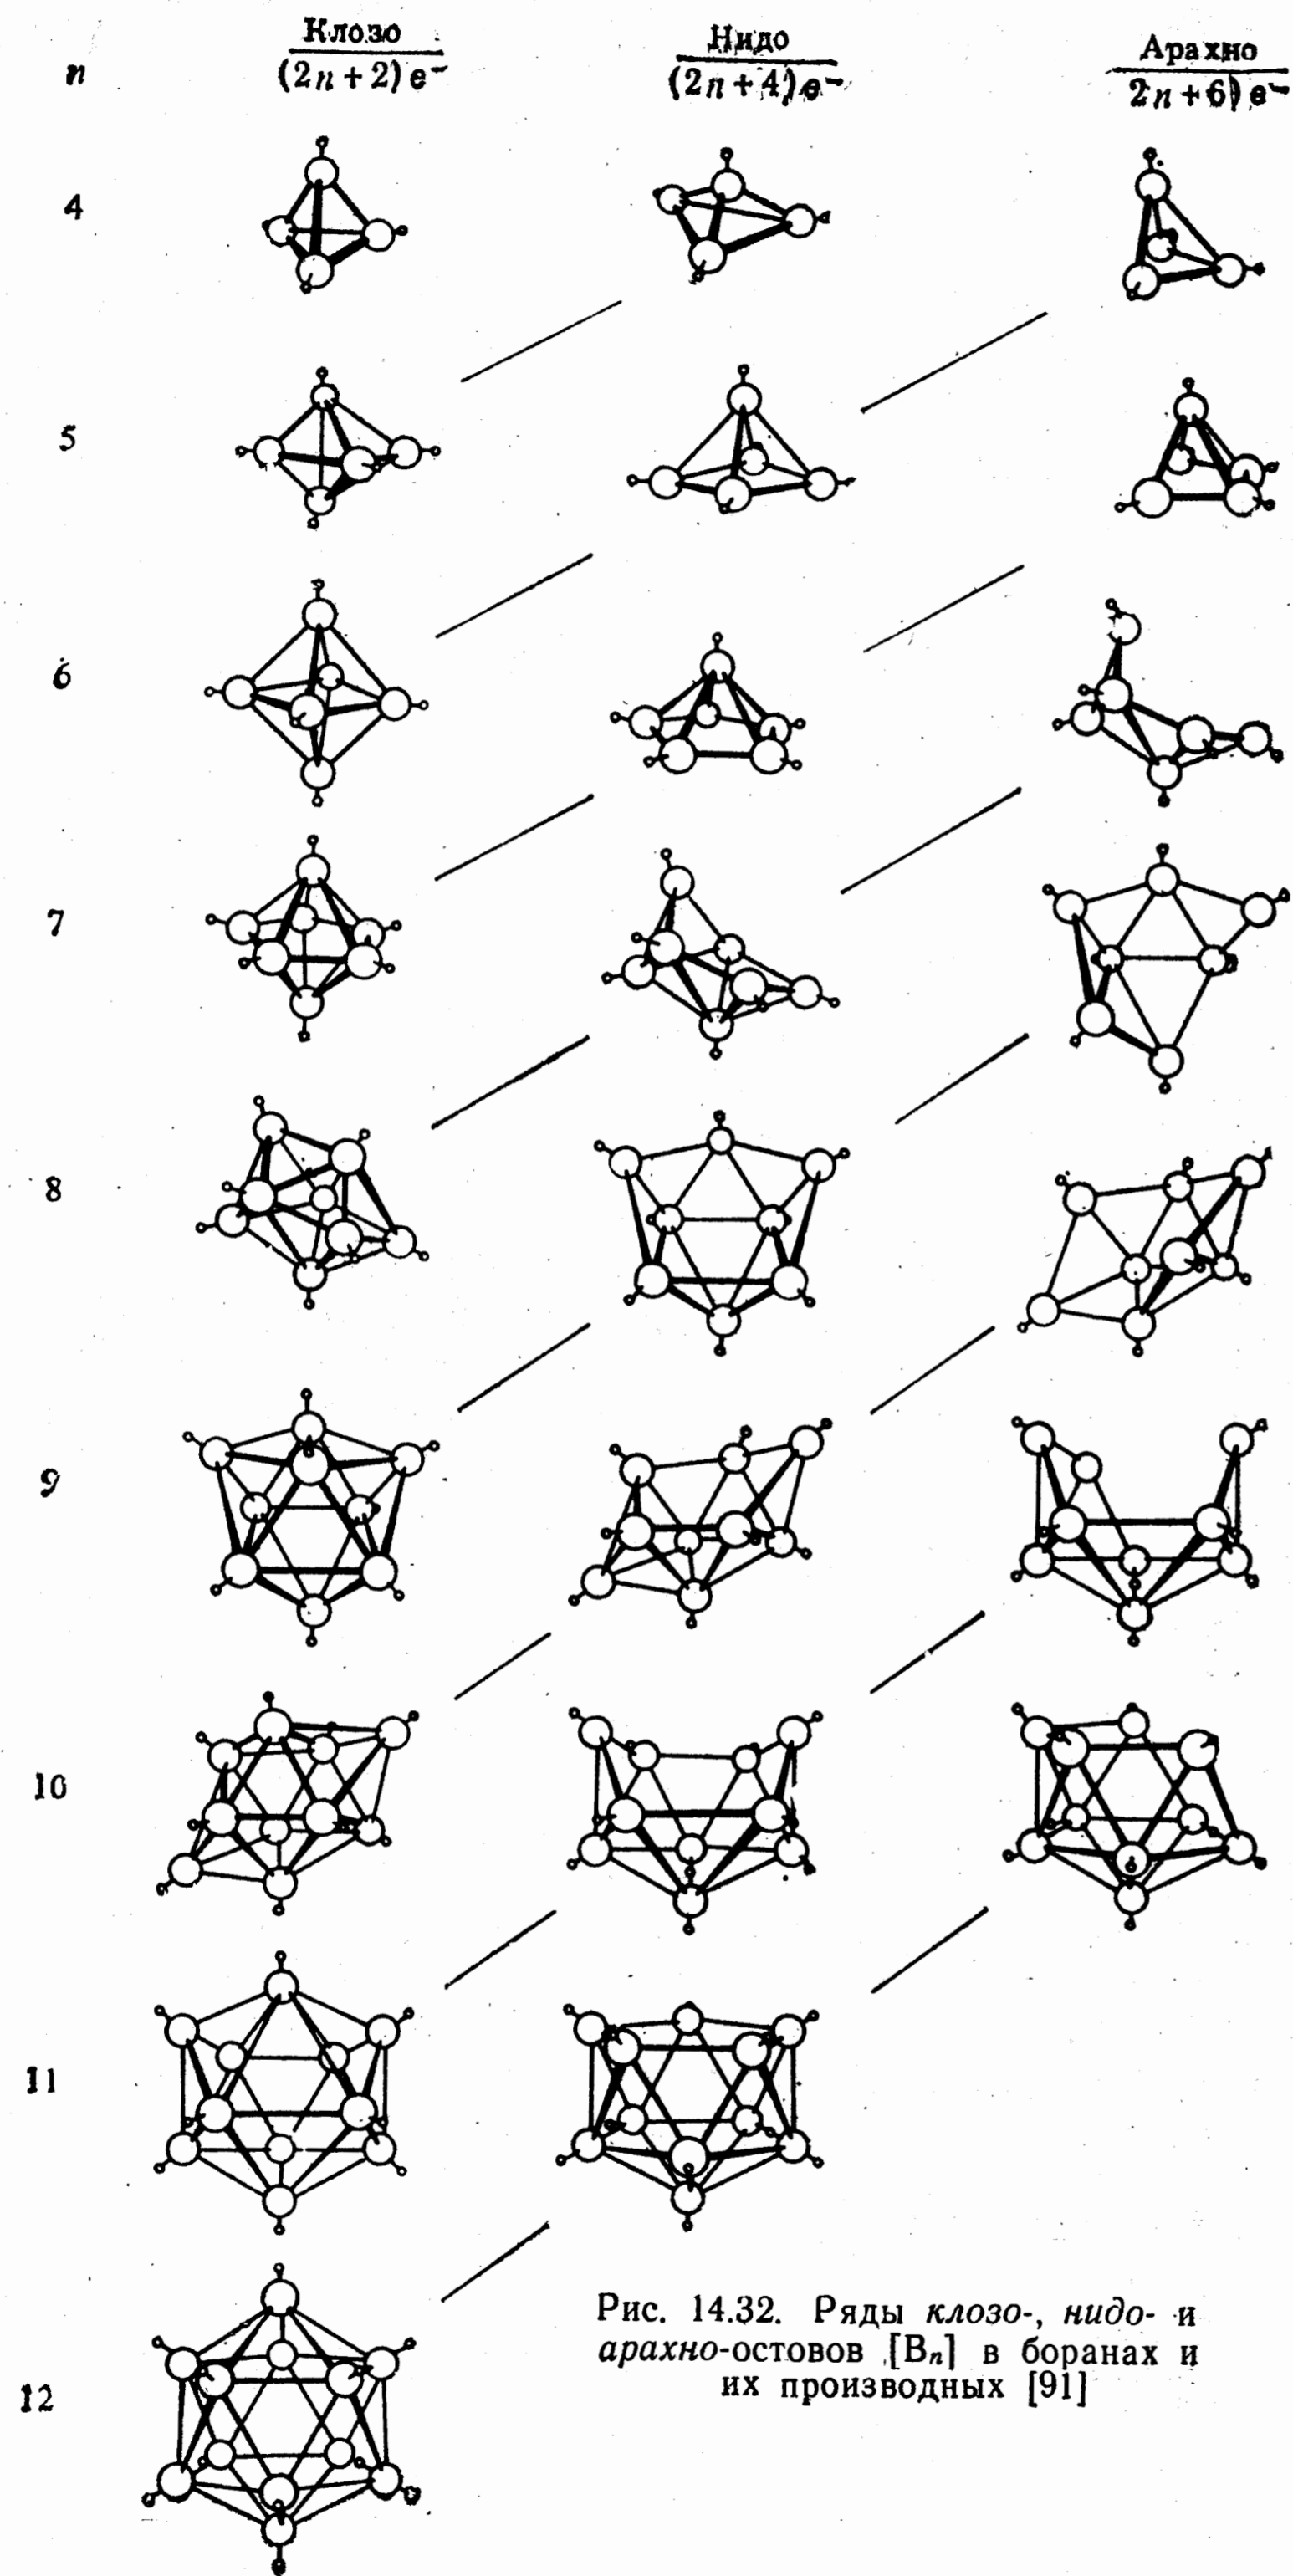 n
Клозо
(2n + 2) e⁻
Нидо
(2n + 4) e⁻
Арахно
2n + 6) e⁻
4
5
6
7
8
9
10
11
12
Рис. 14.32. Ряды клозо-, нидо- и
арахно-остовов [Bₙ] в боранах и
их производных [91]